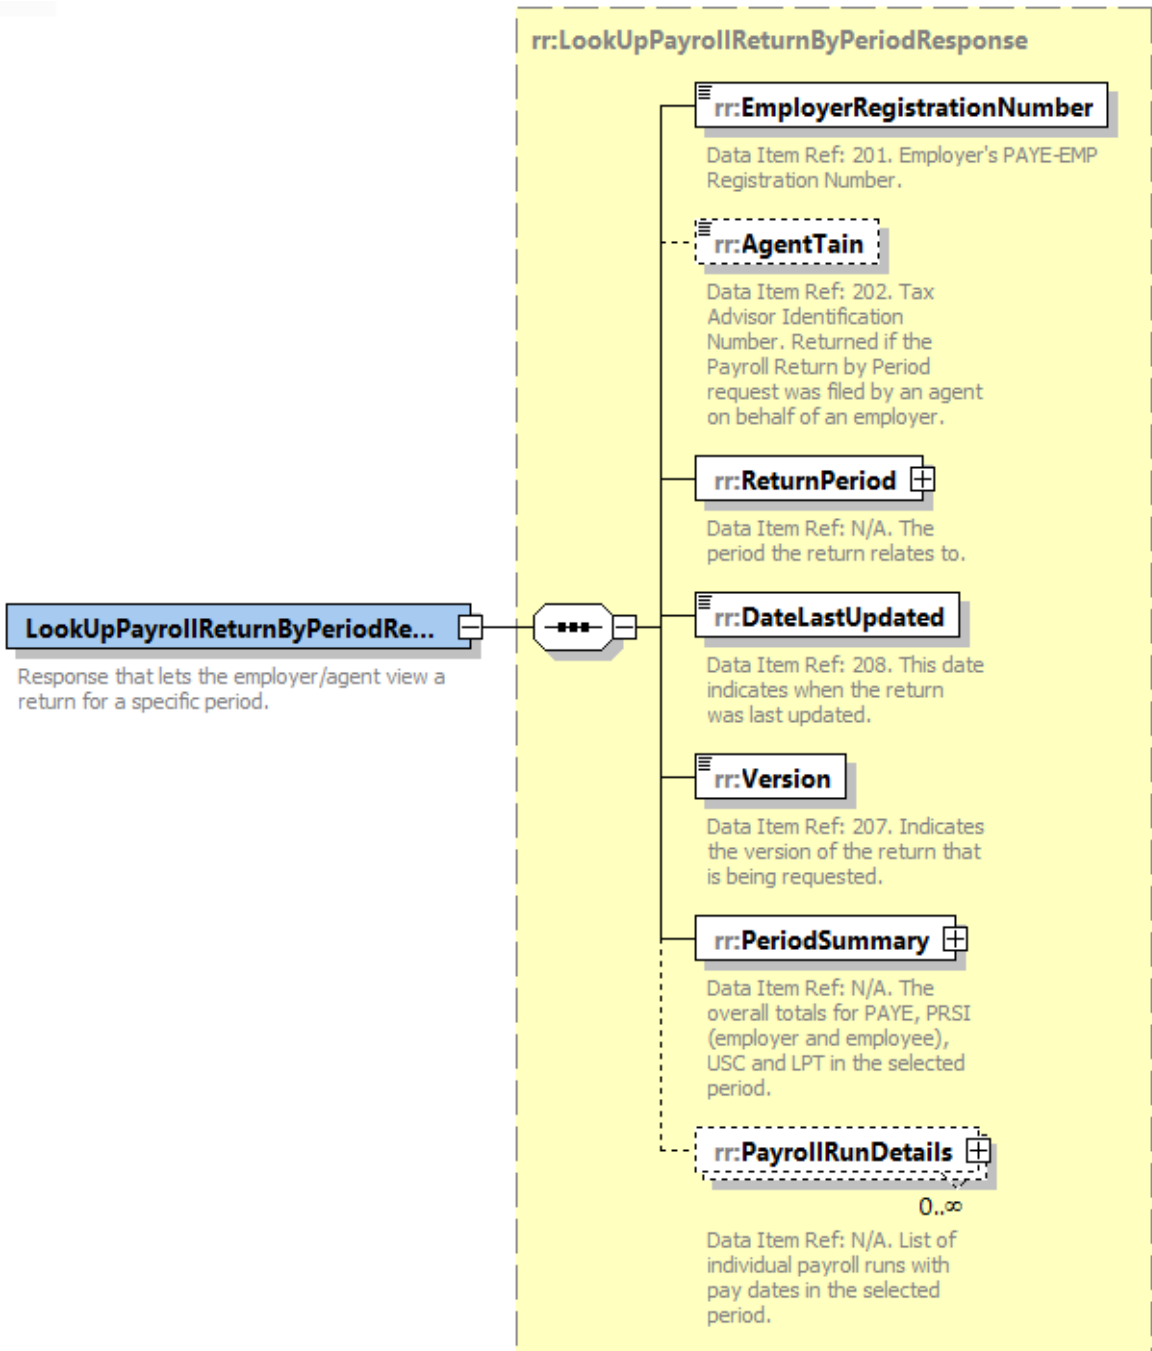 rr:LookUpPayrollReturnByPeriodResponse
rr:EmployerRegistrationNumber
Data Item Ref: 201. Employer's PAYE-EMP
Registration Number.
rr:AgentTain
Data Item Ref: 202. Tax
Advisor Identification
Number. Returned if the
Payroll Return by Period
request was filed by an agent
on behalf of an employer.
rr:ReturnPeriod
Data Item Ref: N/A. The
period the return relates to.
LookUpPayrollReturnByPeriodRe...
Response that lets the employer/agent view a
return for a specific period.
rr:DateLastUpdated
Data Item Ref: 208. This date
indicates when the return
was last updated.
rr:Version
Data Item Ref: 207. Indicates
the version of the return that
is being requested.
rr:PeriodSummary
Data Item Ref: N/A. The
overall totals for PAYE, PRSI
(employer and employee),
USC and LPT in the selected
period.
rr:PayrollRunDetails
0..∞
Data Item Ref: N/A. List of
individual payroll runs with
pay dates in the selected
period.